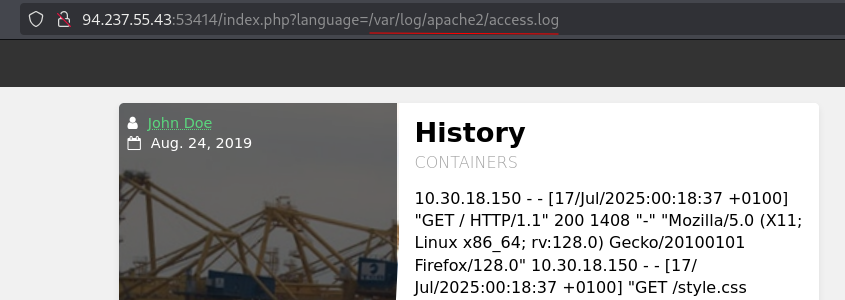 94.237.55.43:53414/index.php?language=/var/log/apache2/access.log
John Doe
Aug. 24, 2019
History
CONTAINERS
10.30.18.150 - - [17/Jul/2025:00:18:37 +0100]
"GET / HTTP/1.1" 200 1408 "-" "Mozilla/5.0 (X11;
Linux x86_64; rv:128.0) Gecko/20100101
Firefox/128.0" 10.30.18.150 - - [17/
Jul/2025:00:18:37 +0100] "GET /style.css